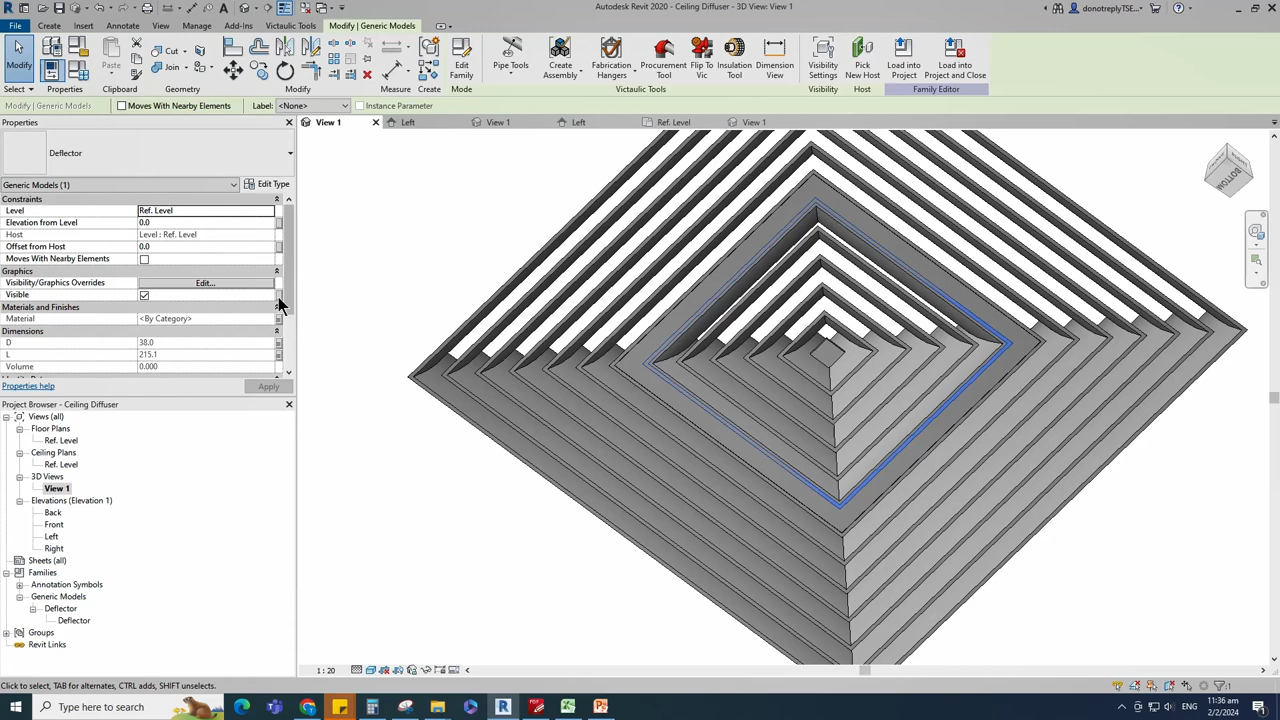 Autodesk Revit 2020 - Ceiling Diffuser - 3D View: View 1
donotreplyTSE...
File
Create
Insert
Annotate
View
Manage
Add-Ins
Victaulic Tools
Modify | Generic Models
Modify
Paste
Cut
Join
Edit Family
Pipe Tools
Create Assembly
Fabrication Hangers
Procurement Tool
Flip To Vic
Insulation Tool
Dimension View
Visibility Settings
Pick New Host
Load into Project
Load into Project and Close
Select
Properties
Clipboard
Geometry
Modify
Measure
Create
Mode
Victaulic Tools
Visibility
Host
Family Editor
Modify | Generic Models
Moves With Nearby Elements
Label:
<None>
Instance Parameter
Properties
View 1
Left
View 1
Left
Ref. Level
View 1
Deflector
Generic Models (1)
Edit Type
Constraints
Level
Ref. Level
Elevation from Level
0.0
Host
Level : Ref. Level
Offset from Host
0.0
Moves With Nearby Elements
Graphics
Visibility/Graphics Overrides
Edit...
Visible
Materials and Finishes
Material
<By Category>
Dimensions
D
38.0
L
215.1
Volume
0.000
Properties help
Apply
Project Browser - Ceiling Diffuser
Views (all)
Floor Plans
Ref. Level
Ceiling Plans
Ref. Level
3D Views
View 1
Elevations (Elevation 1)
Back
Front
Left
Right
Sheets (all)
Families
Annotation Symbols
Generic Models
Deflector
Deflector
Groups
Revit Links
BOTTOM
1 : 20
Click to select, TAB for alternates, CTRL adds, SHIFT unselects.
:1
Type here to search
11:36 am
2/2/2024